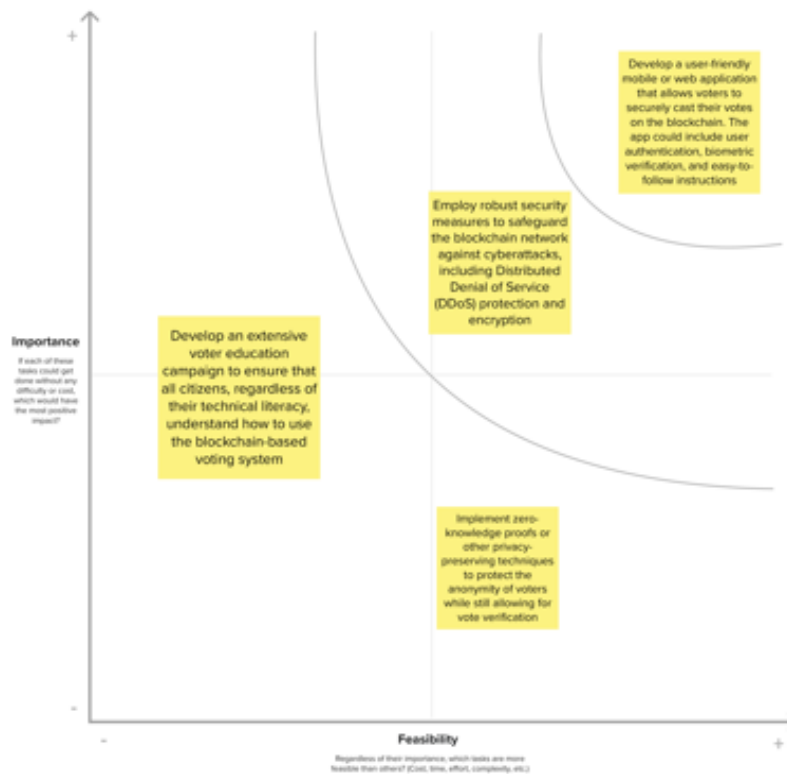 +
Develop a user-friendly
mobile or web application
that allows voters to
securely cast their votes
on the blockchain. The
app could include user
authentication, biometric
verification, and easy-to-
follow instructions
Employ robust security
measures to safeguard
the blockchain network
against cyberattacks,
including Distributed
Denial of Service
(DDoS) protection and
encryption
Importance
If each of these
tasks could get
done without any
difficulty or cost,
which would have
the most positive
impact?
Develop an extensive
voter education
campaign to ensure that
all citizens, regardless of
their technical literacy,
understand how to use
the blockchain-based
voting system
Implement zero-
knowledge proofs or
other privacy-
preserving techniques
to protect the
anonymity of voters
while still allowing for
vote verification
-
-
Feasibility
+
Regardless of their importance, which tasks are more
feasible than others? (Cost, time, effort, complexity, etc.)